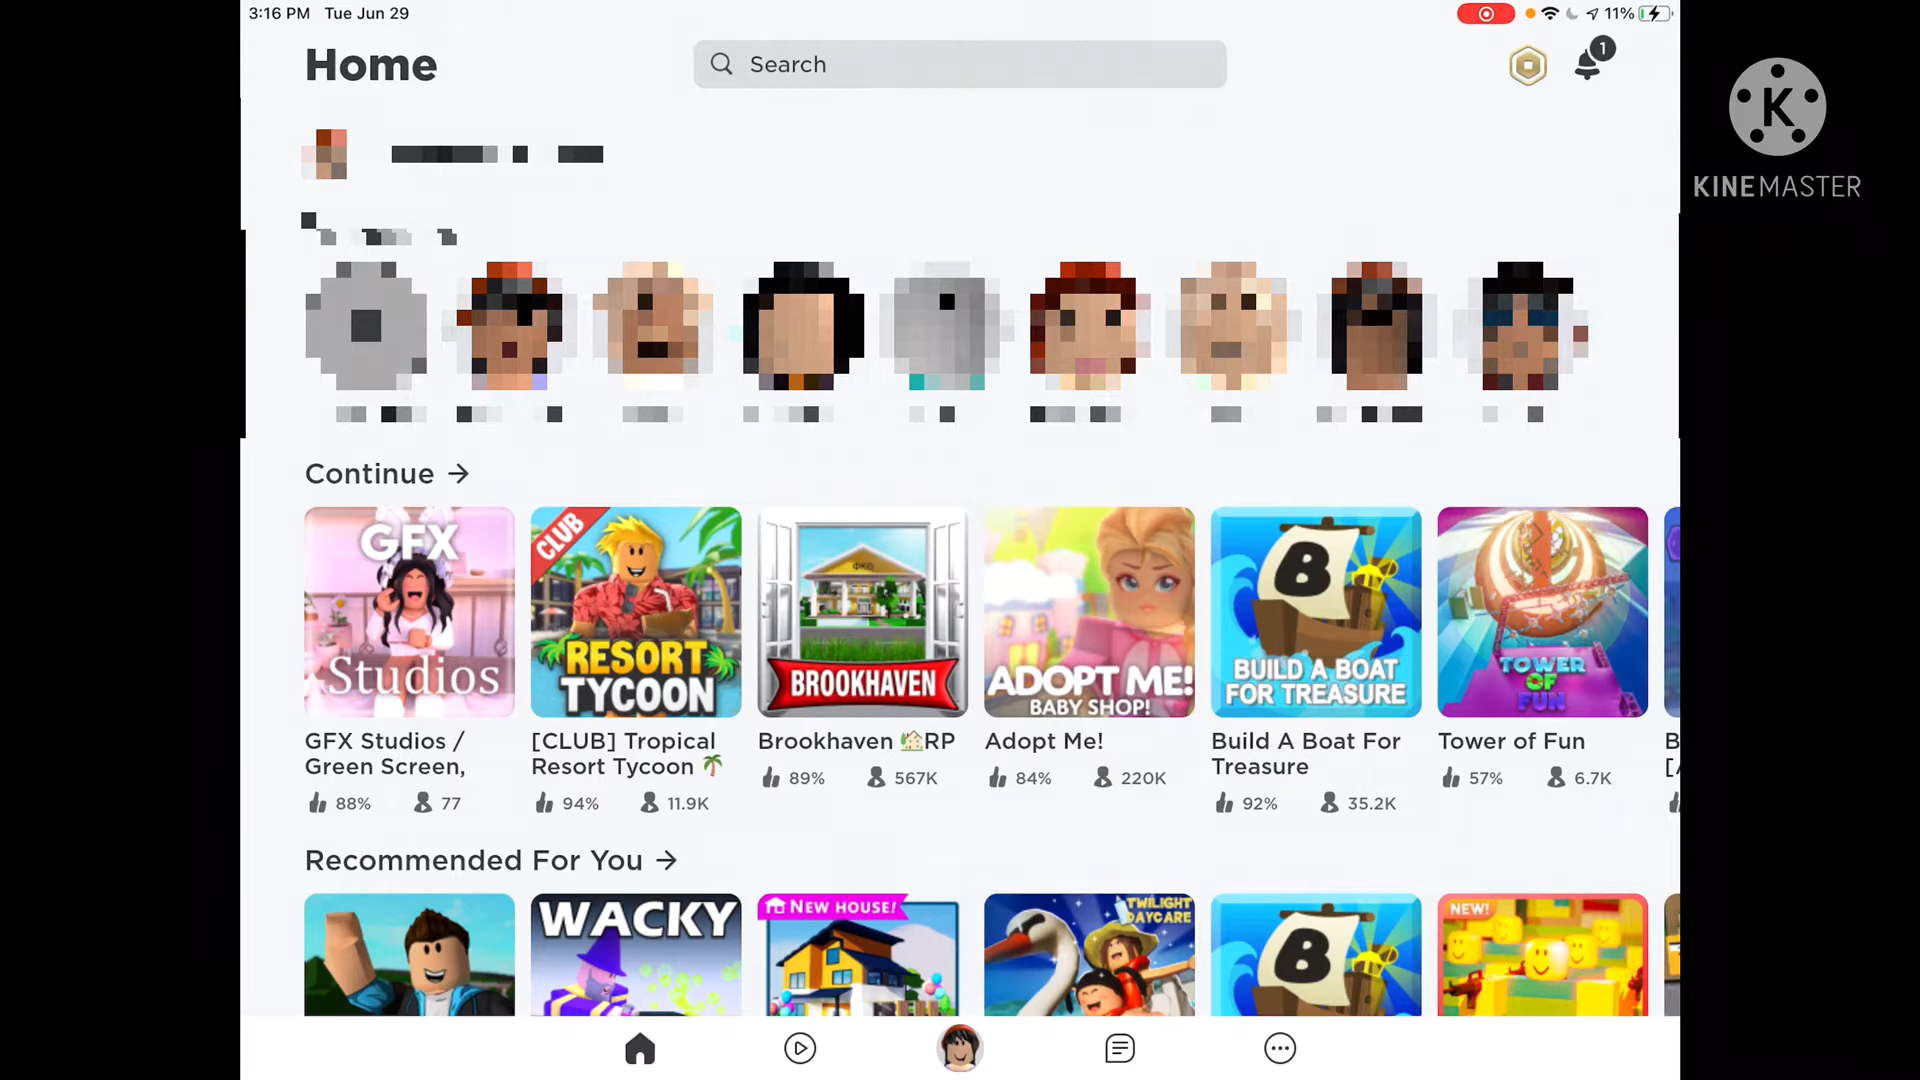 3:16 PM Tue Jun 29
11%
Home
Search
1
K
KINEMASTER
Continue →
GFX
Studios
CLUB
RESORT
TYCOON
ΦΚΘ
BROOKHAVEN
ADOPT ME!
BABY SHOP!
B
BUILD A BOAT
FOR TREASURE
TOWER
OF
FUN
GFX Studios /
Green Screen,
88% 77
[CLUB] Tropical
Resort Tycoon 🌴
94% 11.9K
Brookhaven 🏡RP
89% 567K
Adopt Me!
84% 220K
Build A Boat For
Treasure
92% 35.2K
Tower of Fun
57% 6.7K
B
Recommended For You →
WACKY
NEW HOUSE!
TWILIGHT
DAYCARE
B
NEW!